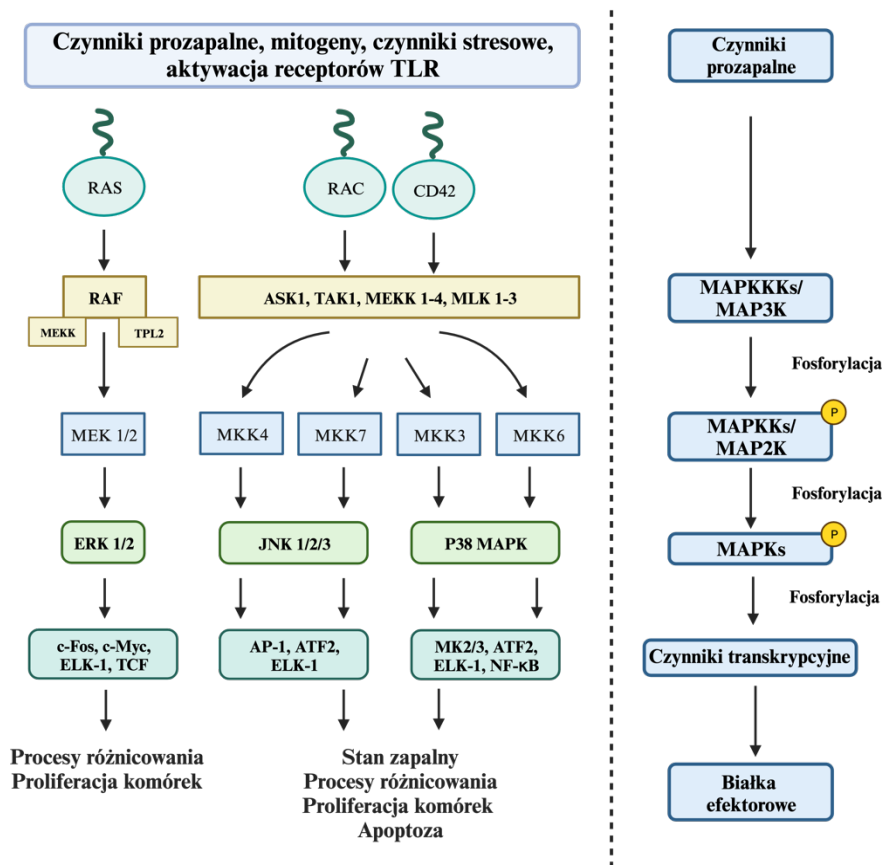 Czynniki prozapalne, mitogeny, czynniki stresowe,
aktywacja receptorów TLR
RAS
RAC
CD42
RAF
MEKK
TPL2
ASK1, TAK1, MEKK 1-4, MLK 1-3
MEK 1/2
MKK4
MKK7
MKK3
MKK6
ERK 1/2
JNK 1/2/3
P38 MAPK
c-Fos, c-Myc,
ELK-1, TCF
AP-1, ATF2,
ELK-1
MK2/3, ATF2,
ELK-1, NF-κB
Procesy różnicowania
Proliferacja komórek
Stan zapalny
Procesy różnicowania
Proliferacja komórek
Apoptoza
Czynniki
prozapalne
MAPKKKs/
MAP3K
Fosforylacja
P
MAPKKs/
MAP2K
Fosforylacja
P
MAPKs
Fosforylacja
Czynniki transkrypcyjne
Białka
efektorowe